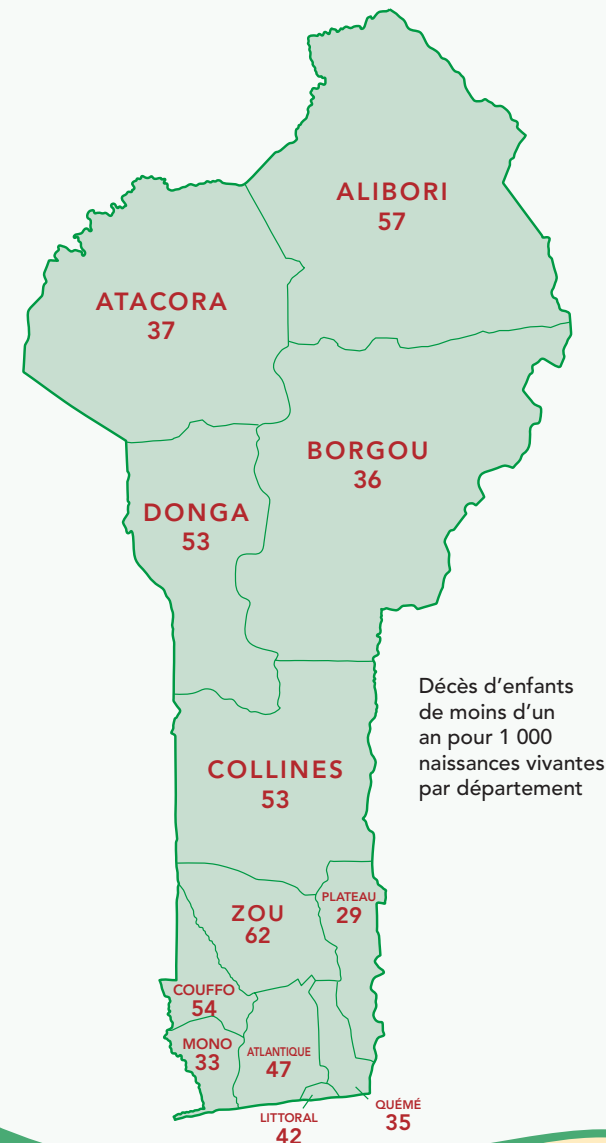 ALIBORI
57
ATACORA
37
BORGOU
36
DONGA
53
Décès d'enfants
de moins d'un
an pour 1 000
naissances vivantes
par département
COLLINES
53
PLATEAU
29
ZOU
62
COUFFO
54
MONO
33
ATLANTIQUE
47
LITTORAL
42
QUÉMÉ
35